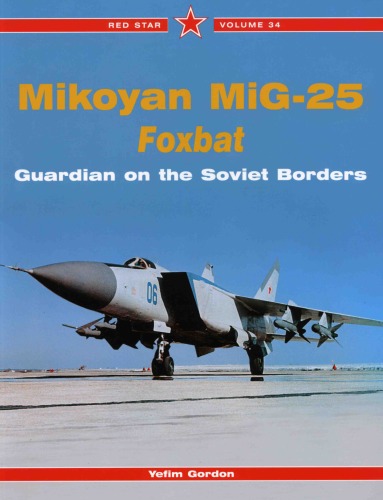 RED STAR VOLUME 34
Mikoyan MiG-25
Foxbat
Guardian on the Soviet Borders
06
Yefim Gordon